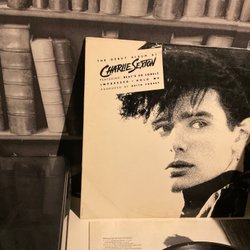 THE DEBUT ALBUM BY
CHARLIE SEXTON
FEATURING BEAT'S SO LONELY
IMPRESSED • HOLD ME
PRODUCED BY KEITH FORSEY